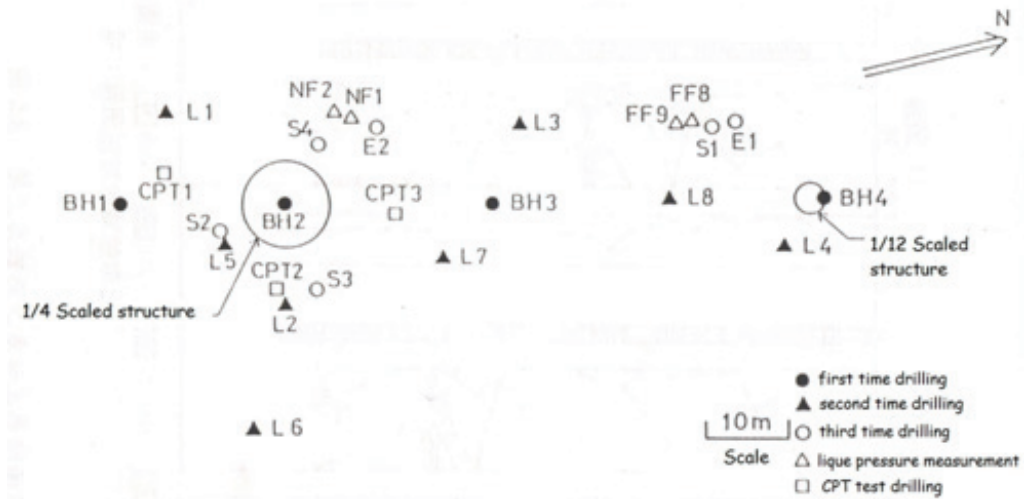 N
NF2 NF1
FF8
FF9
L1
S4
E2
L3
S1 E1
CPT1
BH1
BH2
CPT3
BH3
L8
BH4
S2
L5
L7
L4
1/12 Scaled
structure
CPT2
S3
1/4 Scaled structure
L2
L6
first time drilling
second time drilling
10m
Scale
third time drilling
lique pressure measurement
CPT test drilling